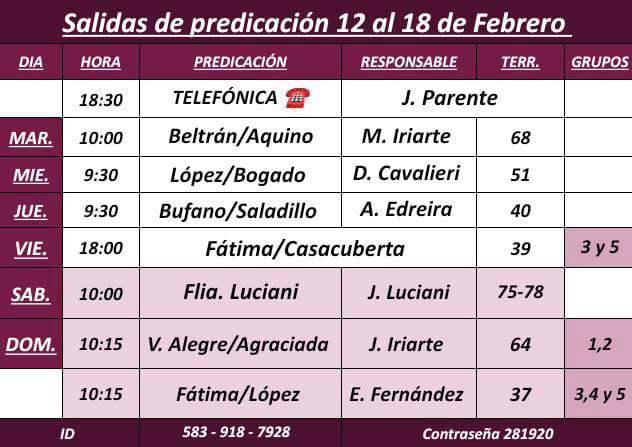 Salidas de predicación 12 al 18 de Febrero
DIA HORA PREDICACIÓN RESPONSABLE TERR. GRUPOS
18:30 TELEFÓNICA ☎️ J. Parente
MAR. 10:00 Beltrán/Aquino M. Iriarte 68
MIE. 9:30 López/Bogado D. Cavalieri 51
JUE. 9:30 Bufano/Saladillo A. Edreira 40
VIE. 18:00 Fátima/Casacuberta 39 3 y 5
SAB. 10:00 Flia. Luciani J. Luciani 75-78
DOM. 10:15 V. Alegre/Agraciada J. Iriarte 64 1,2
10:15 Fátima/López E. Fernández 37 3,4 y 5
ID 583 - 918 - 7928 Contraseña 281920